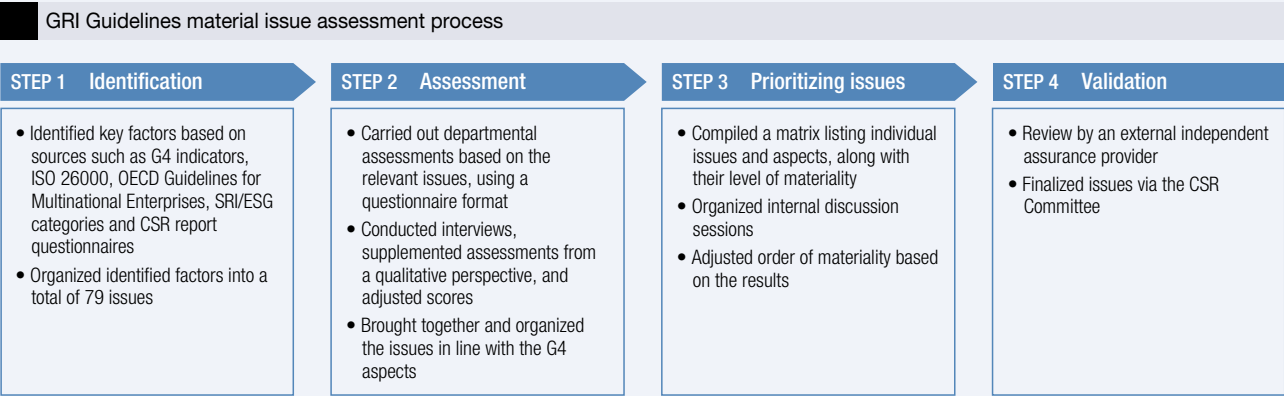 GRI Guidelines material issue assessment process
STEP 1 Identification
• Identified key factors based on
sources such as G4 indicators,
ISO 26000, OECD Guidelines for
Multinational Enterprises, SRI/ESG
categories and CSR report
questionnaires
• Organized identified factors into a
total of 79 issues
STEP 2 Assessment
• Carried out departmental
assessments based on the
relevant issues, using a
questionnaire format
• Conducted interviews,
supplemented assessments from
a qualitative perspective, and
adjusted scores
• Brought together and organized
the issues in line with the G4
aspects
STEP 3 Prioritizing issues
• Compiled a matrix listing individual
issues and aspects, along with
their level of materiality
• Organized internal discussion
sessions
• Adjusted order of materiality based
on the results
STEP 4 Validation
• Review by an external independent
assurance provider
• Finalized issues via the CSR
Committee